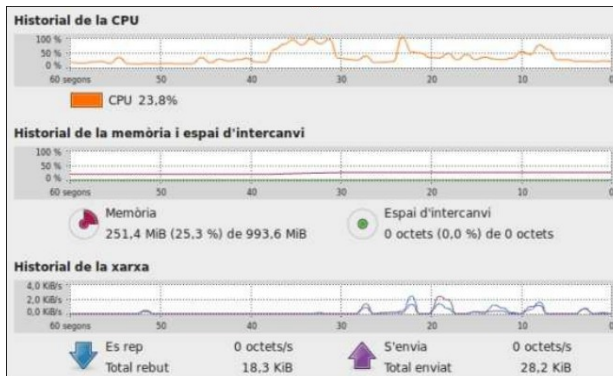 Historial de la CPU
100 %
50 %
0 %
60 segons 50 40 30 20 10 0
CPU 23,8%
Historial de la memòria i espai d'intercanvi
100 %
50 %
0 %
60 segons 50 40 30 20 10 0
Memòria
251,4 MiB (25,3 %) de 993,6 MiB
Espai d'intercanvi
0 octets (0,0 %) de 0 octets
Historial de la xarxa
4,0 KiB/s
2,0 KiB/s
0,0 KiB/s
60 segons 50 40 30 20 10 0
Es rep 0 octets/s
Total rebut 18,3 KiB
S'envia 0 octets/s
Total enviat 28,2 KiB